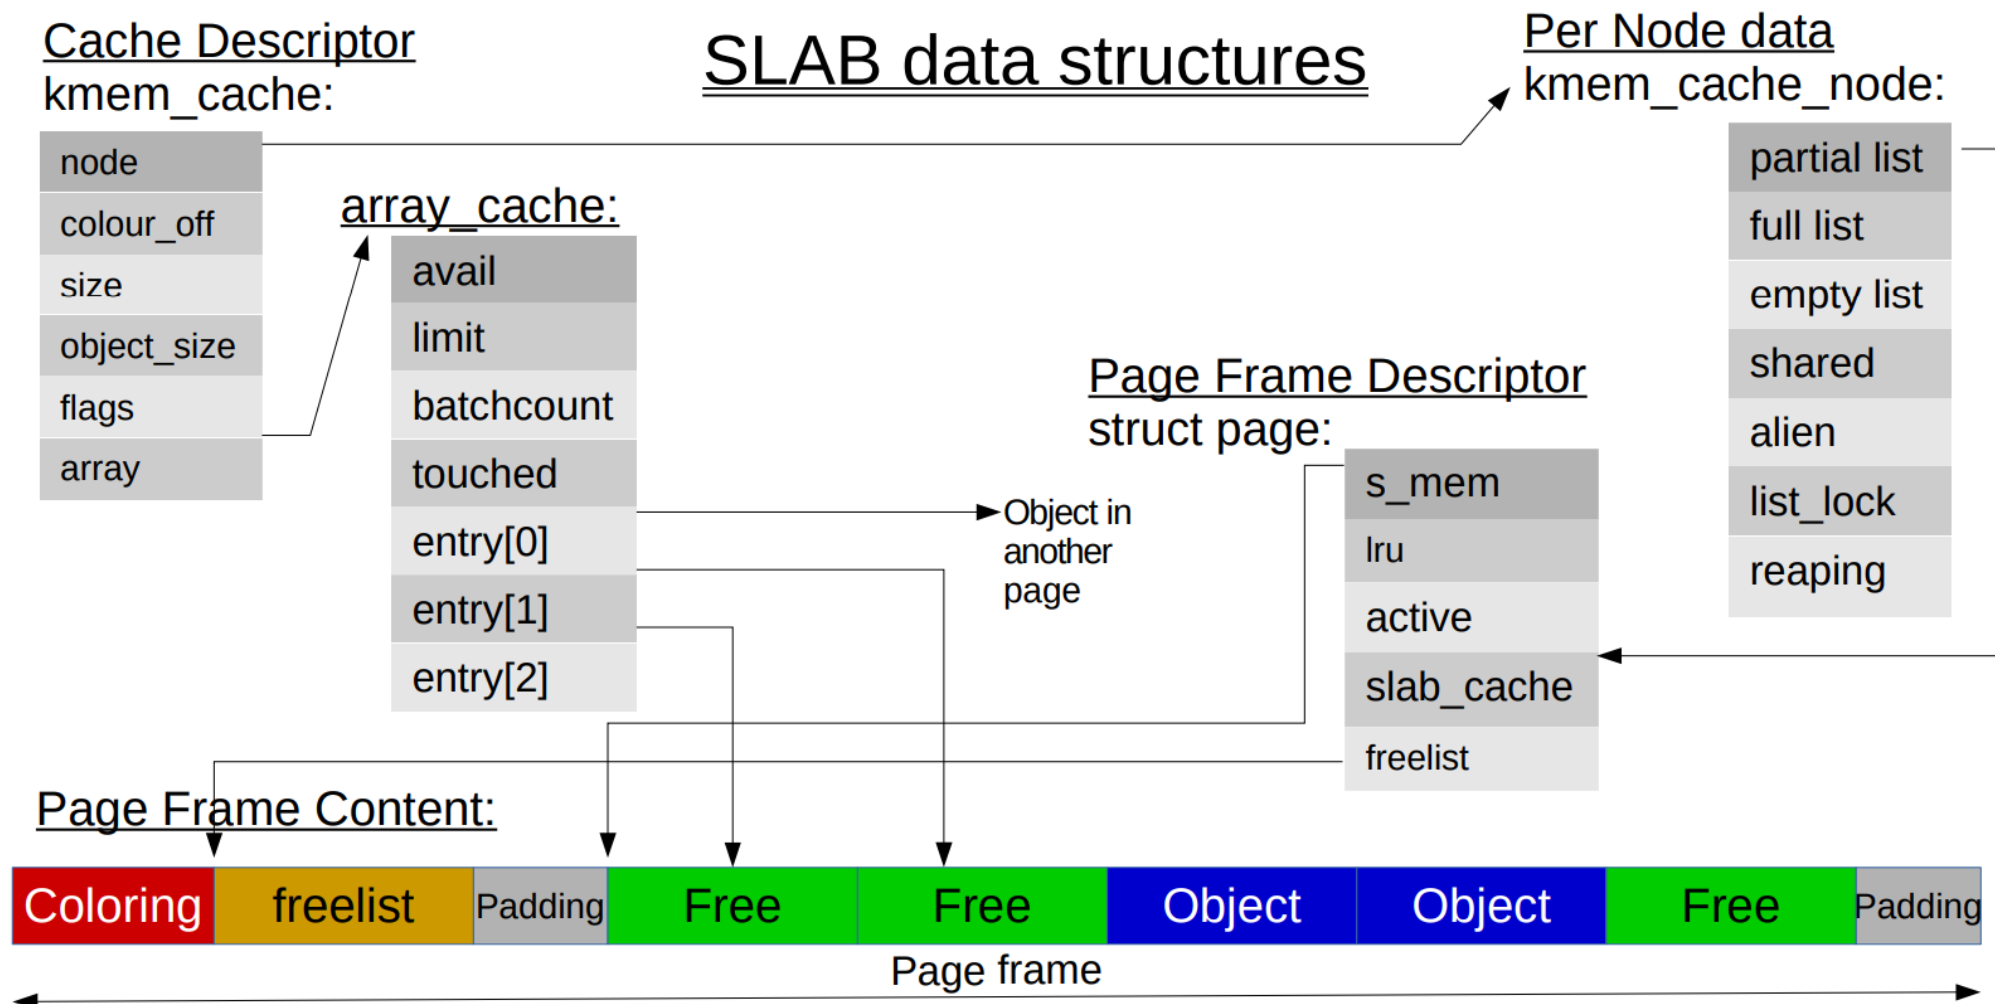 SLAB data structures
Cache Descriptor
kmem_cache:
node
colour_off
size
object_size
flags
array
array_cache:
avail
limit
batchcount
touched
entry[0]
entry[1]
entry[2]
Object in
another
page
Page Frame Descriptor
struct page:
s_mem
lru
active
slab_cache
freelist
Per Node data
kmem_cache_node:
partial list
full list
empty list
shared
alien
list_lock
reaping
Page Frame Content:
Coloring
freelist
Padding
Free
Free
Object
Object
Free
Padding
Page frame